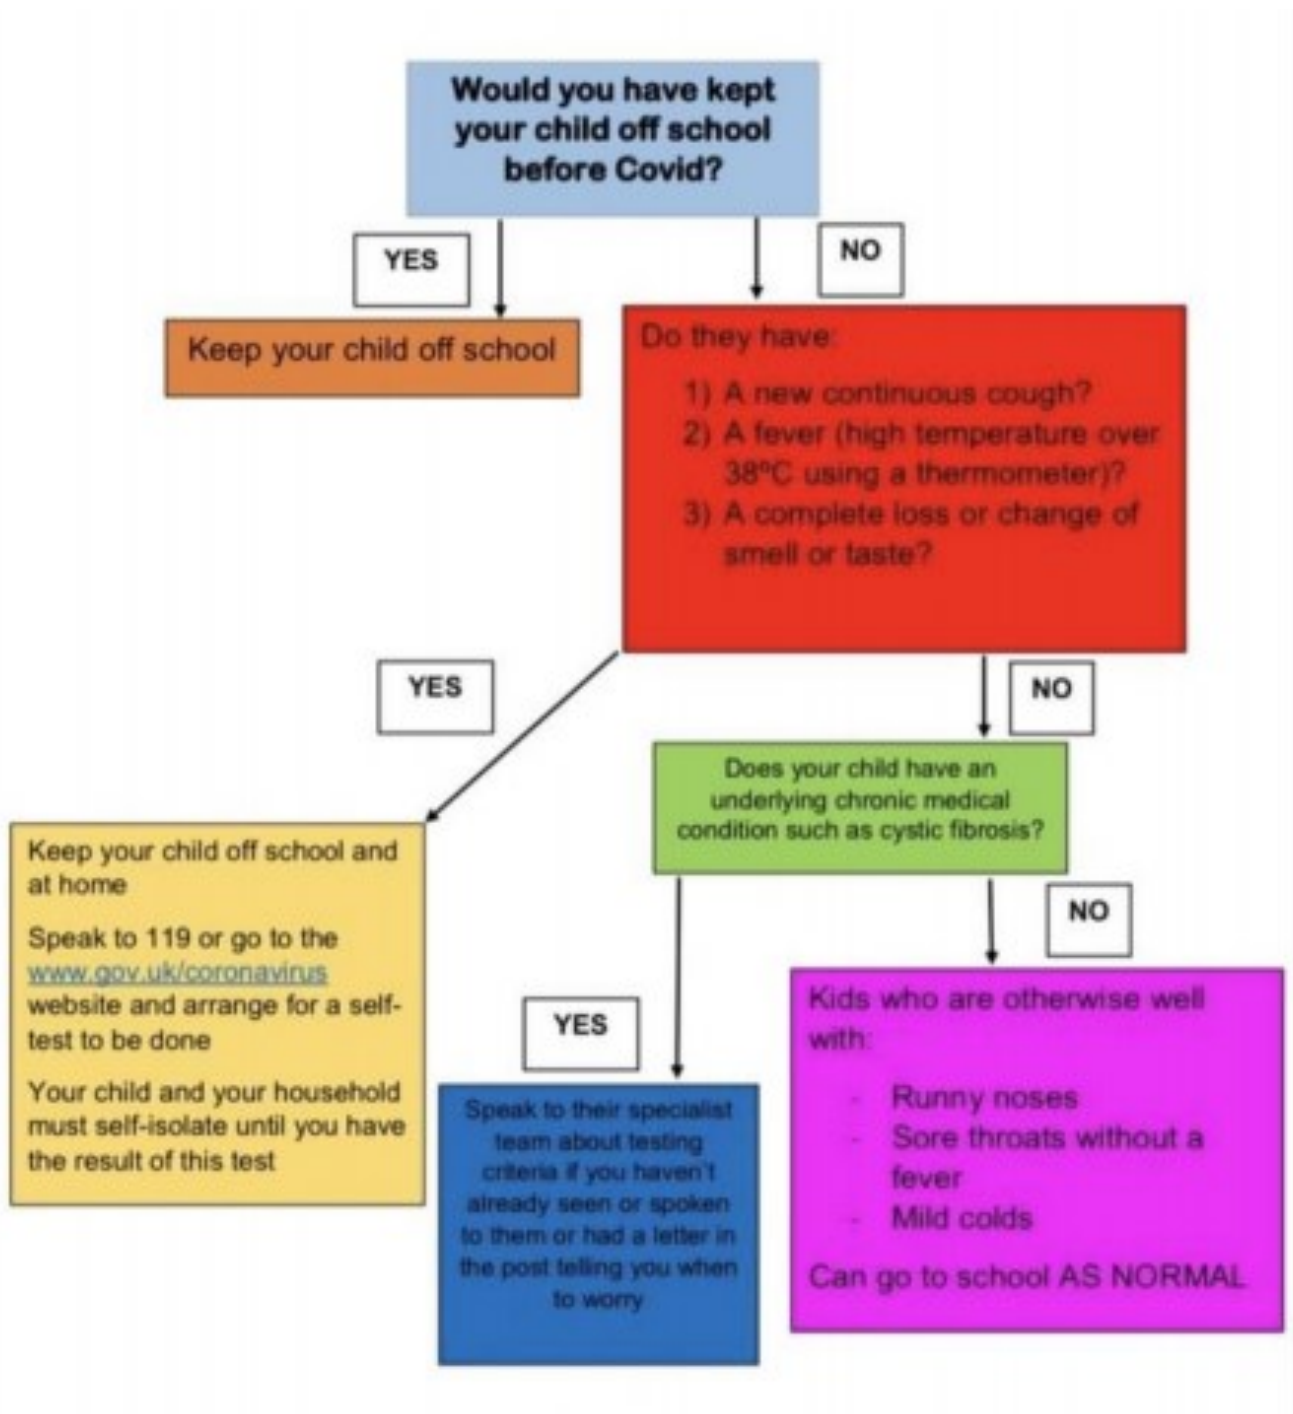 Would you have kept
your child off school
before Covid?
YES
NO
Keep your child off school
Do they have:
1) A new continuous cough?
2) A fever (high temperature over
38ºC using a thermometer)?
3) A complete loss or change of
smell or taste?
YES
NO
Does your child have an
underlying chronic medical
condition such as cystic fibrosis?
Keep your child off school and
at home
Speak to 119 or go to the
www.gov.uk/coronavirus
website and arrange for a self-
test to be done
Your child and your household
must self-isolate until you have
the result of this test
YES
NO
Speak to their specialist
team about testing
criteria if you haven't
already seen or spoken
to them or had a letter in
the post telling you when
to worry
Kids who are otherwise well
with:
- Runny noses
- Sore throats without a
fever
- Mild colds
Can go to school AS NORMAL